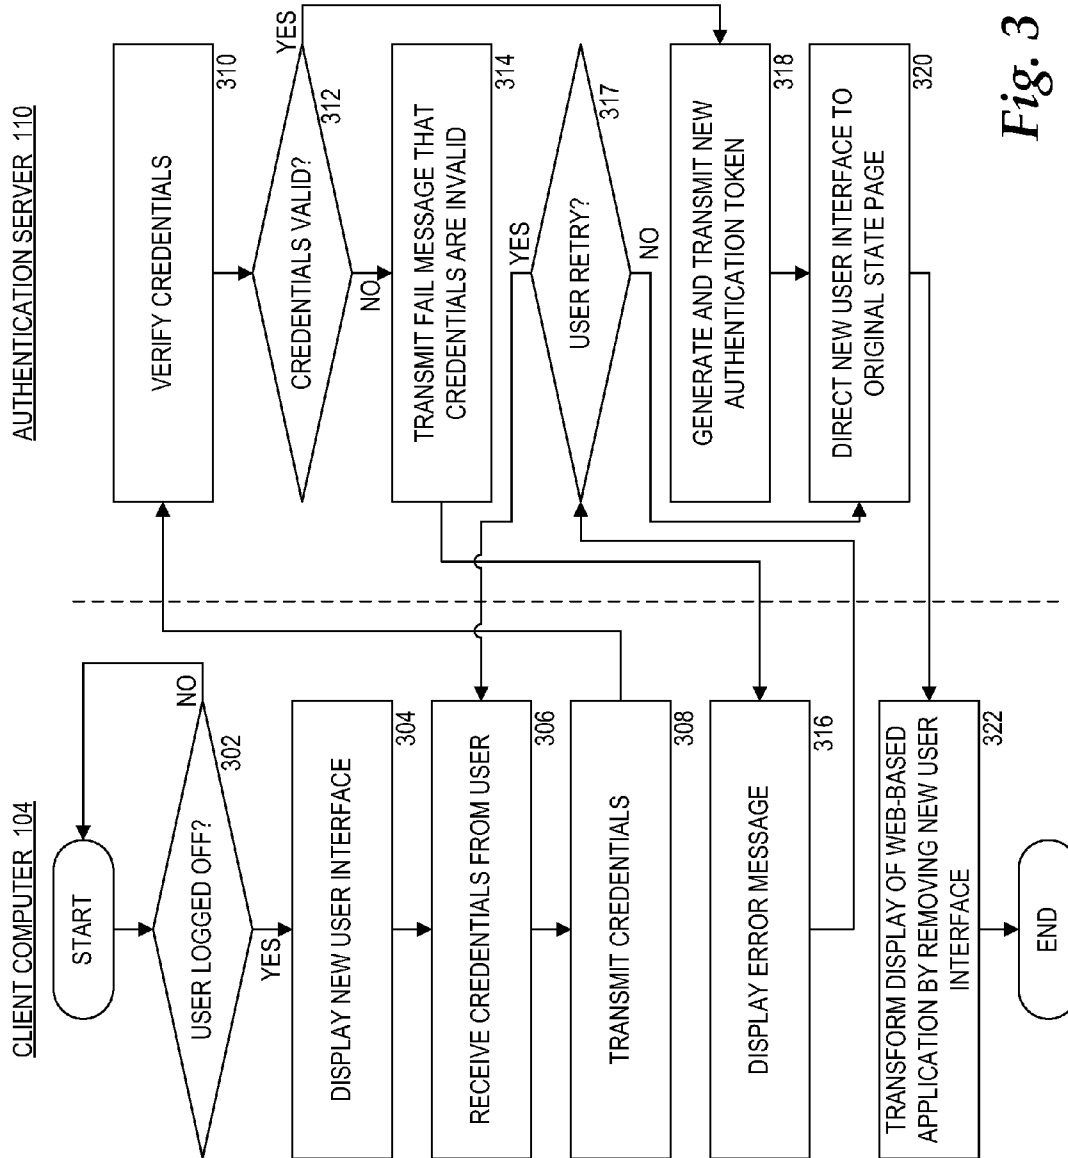 CLIENT COMPUTER 104
START
USER LOGGED OFF?
302
NO
YES
DISPLAY NEW USER INTERFACE
304
RECEIVE CREDENTIALS FROM USER
306
TRANSMIT CREDENTIALS
308
DISPLAY ERROR MESSAGE
316
TRANSFORM DISPLAY OF WEB-BASED
APPLICATION BY REMOVING NEW USER
INTERFACE
322
END
AUTHENTICATION SERVER 110
VERIFY CREDENTIALS
310
CREDENTIALS VALID?
312
YES
NO
TRANSMIT FAIL MESSAGE THAT
CREDENTIALS ARE INVALID
314
USER RETRY?
317
YES
NO
GENERATE AND TRANSMIT NEW
AUTHENTICATION TOKEN
318
DIRECT NEW USER INTERFACE TO
ORIGINAL STATE PAGE
320
Fig. 3